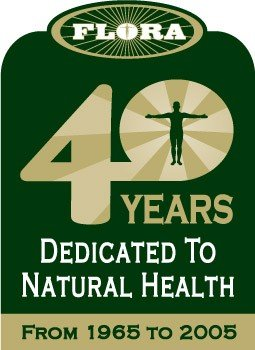 FLORA
40
YEARS
DEDICATED TO
NATURAL HEALTH
FROM 1965 TO 2005